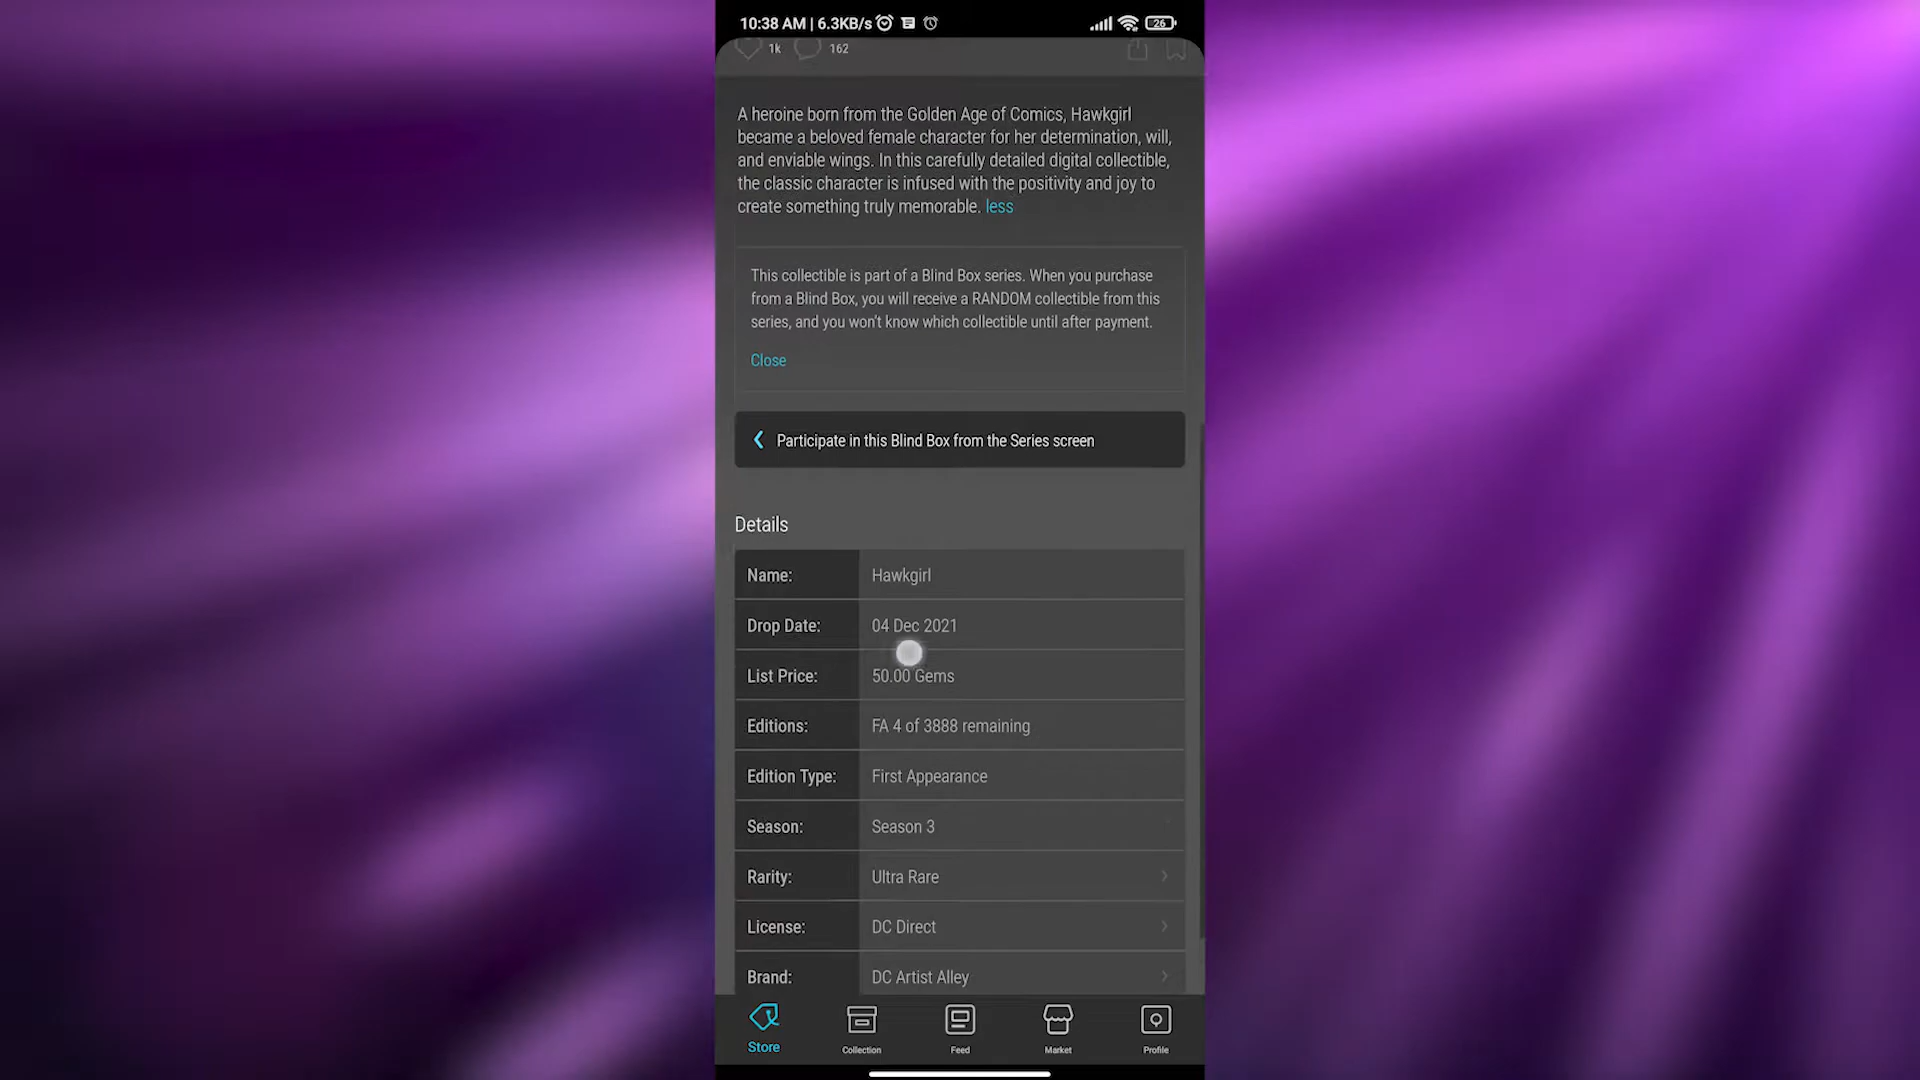 10:38 AM | 6.3KB/s
26
1k 162
A heroine born from the Golden Age of Comics, Hawkgirl
became a beloved female character for her determination, will,
and enviable wings. In this carefully detailed digital collectible,
the classic character is infused with the positivity and joy to
create something truly memorable. less
This collectible is part of a Blind Box series. When you purchase
from a Blind Box, you will receive a RANDOM collectible from this
series, and you won't know which collectible until after payment.
Close
Participate in this Blind Box from the Series screen
Details
Name: Hawkgirl
Drop Date: 04 Dec 2021
List Price: 50.00 Gems
Editions: FA 4 of 3888 remaining
Edition Type: First Appearance
Season: Season 3
Rarity: Ultra Rare
License: DC Direct
Brand: DC Artist Alley
Store Collection Feed Market Profile